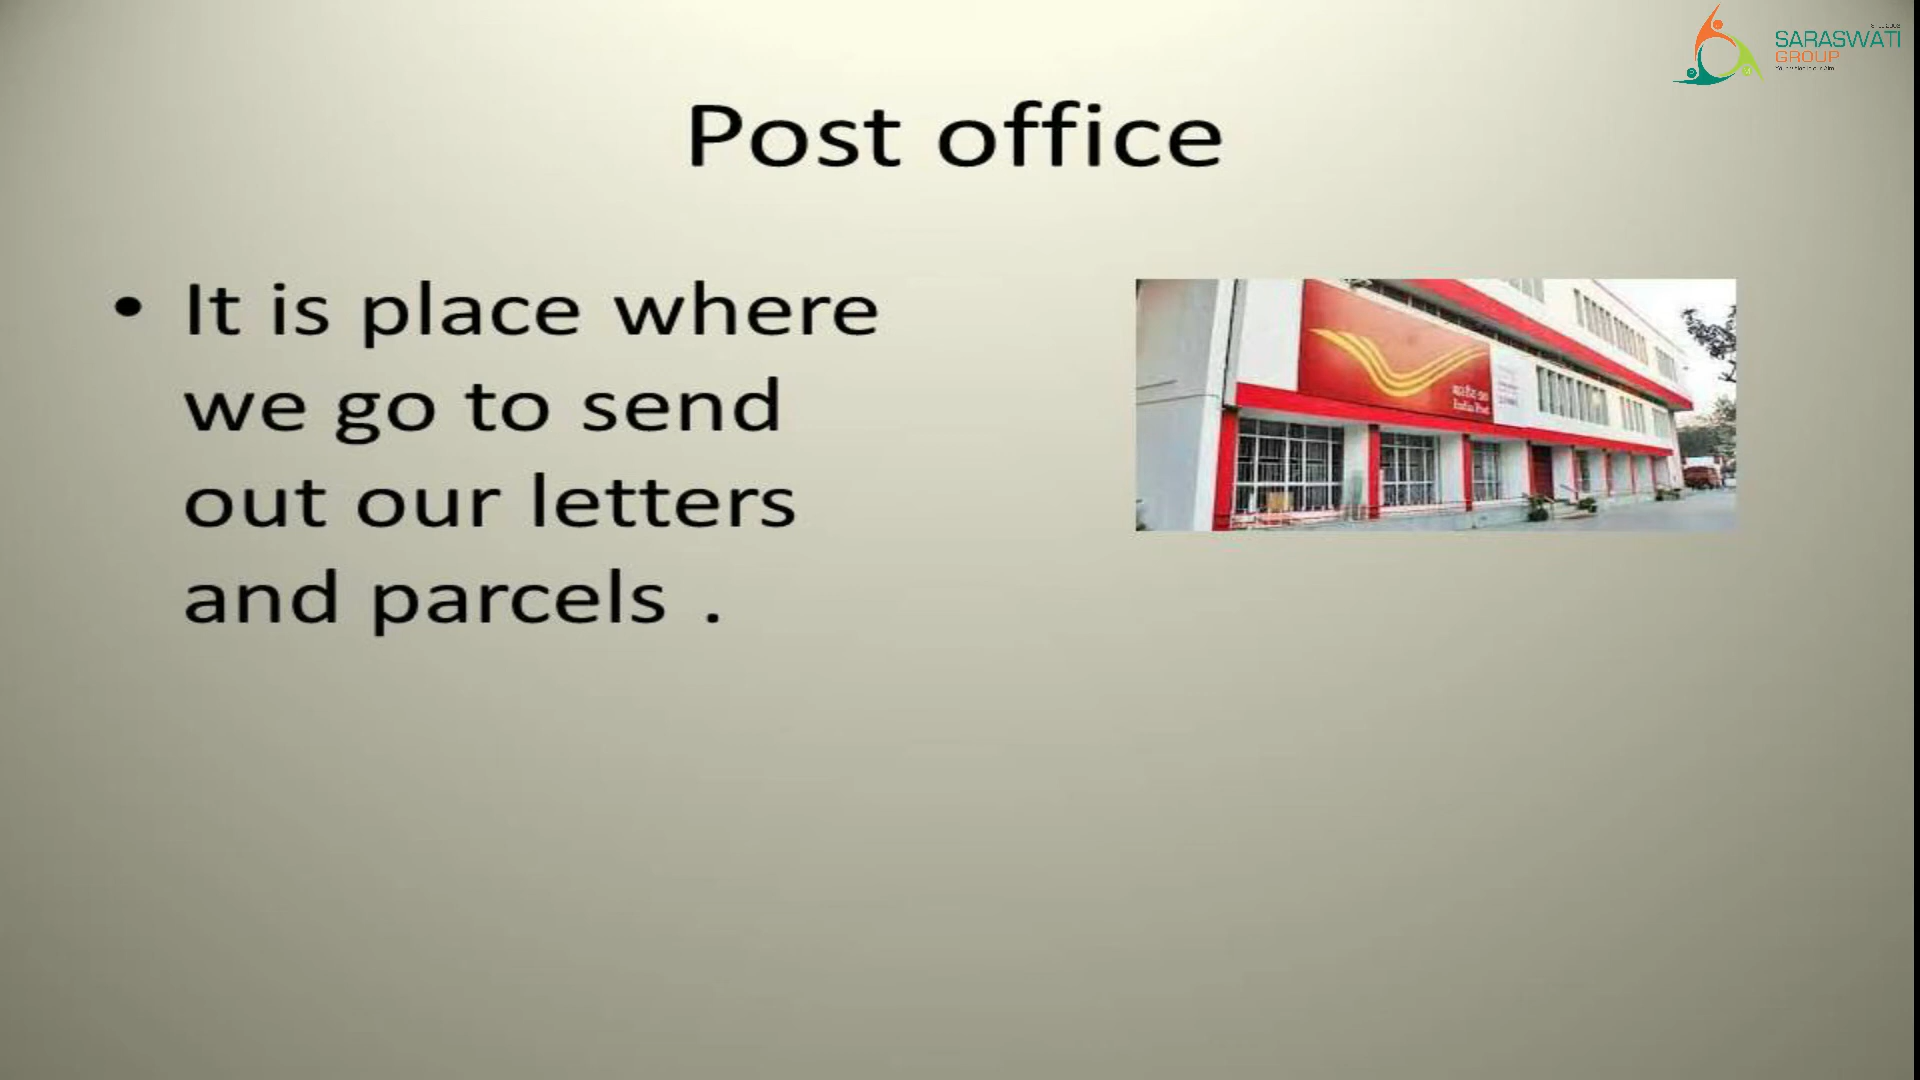 SARASWATI
GROUP
Post office
• It is place where
we go to send
out our letters
and parcels .
India Post